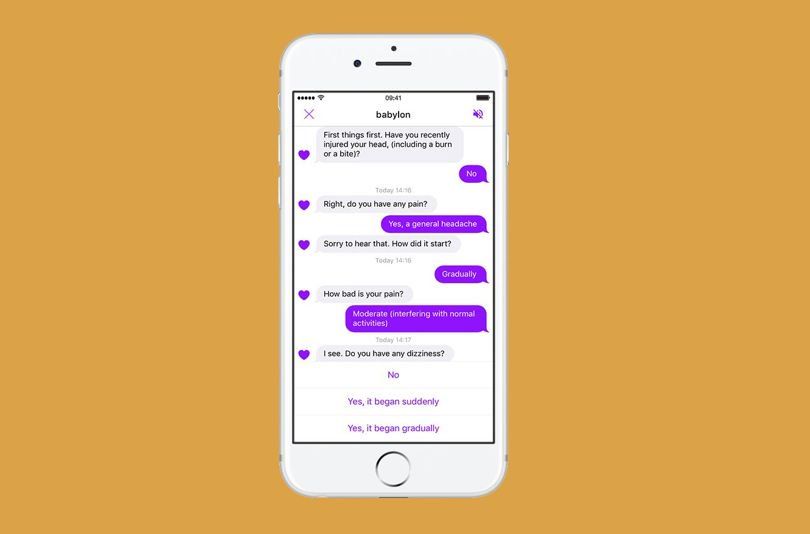 09:41
babylon
First things first. Have you recently
injured your head, (including a burn
or a bite)?
No
Today 14:16
Right, do you have any pain?
Yes, a general headache
Sorry to hear that. How did it start?
Today 14:16
Gradually
How bad is your pain?
Moderate (interfering with normal
activities)
Today 14:17
I see. Do you have any dizziness?
No
Yes, it began suddenly
Yes, it began gradually